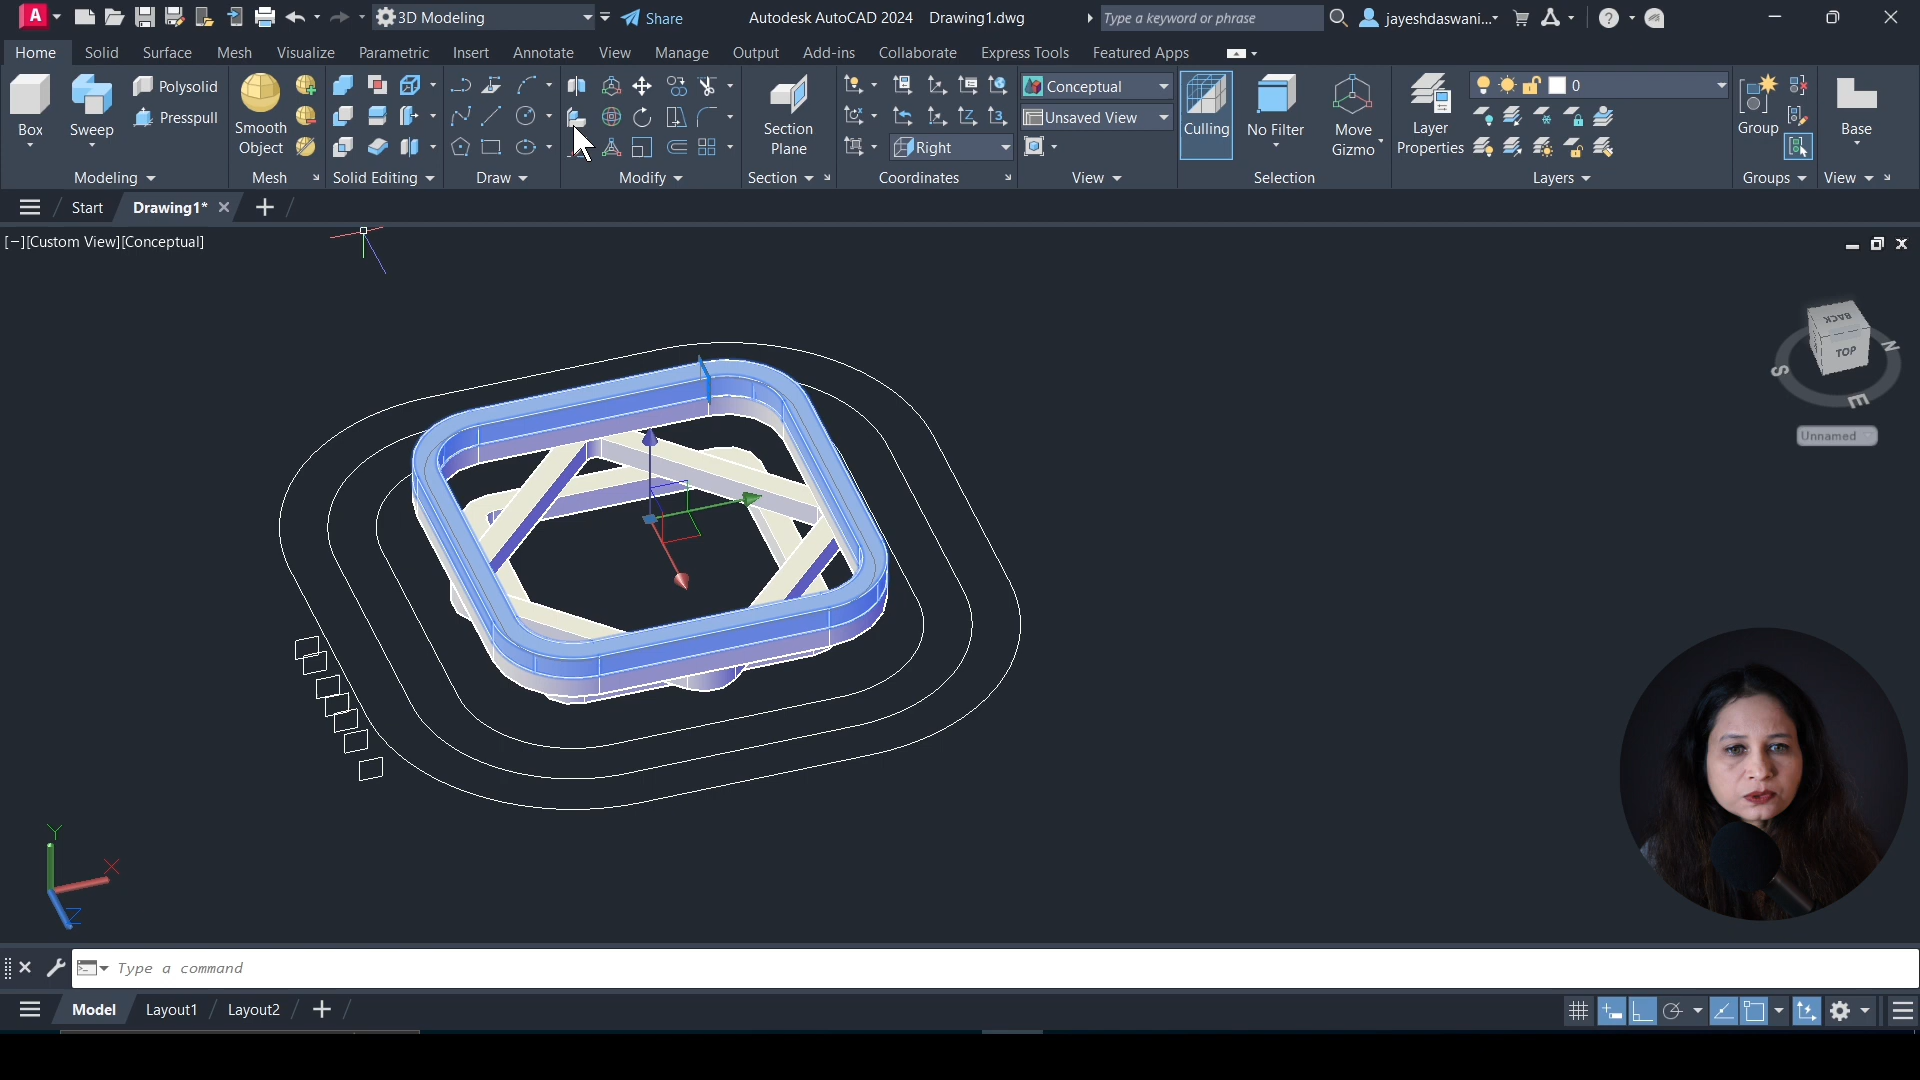 A
3D Modeling
Share
Autodesk AutoCAD 2024 Drawing1.dwg
Type a keyword or phrase
jayeshdaswani...
Home Solid Surface Mesh Visualize Parametric Insert Annotate View Manage Output Add-ins Collaborate Express Tools Featured Apps
Box
Sweep
Polysolid
Presspull
Smooth
Object
Section
Plane
Conceptual
Unsaved View
Right
Culling
No Filter
Move
Gizmo
Layer
Properties
0
Group
Base
Modeling
Mesh
Solid Editing
Draw
Modify
Section
Coordinates
View
Selection
Layers
Groups
View
Start
Drawing1*
[−][Custom View][Conceptual]
BACK
TOP
N
S
E
Unnamed
Y
X
Z
Type a command
Model
Layout1
Layout2